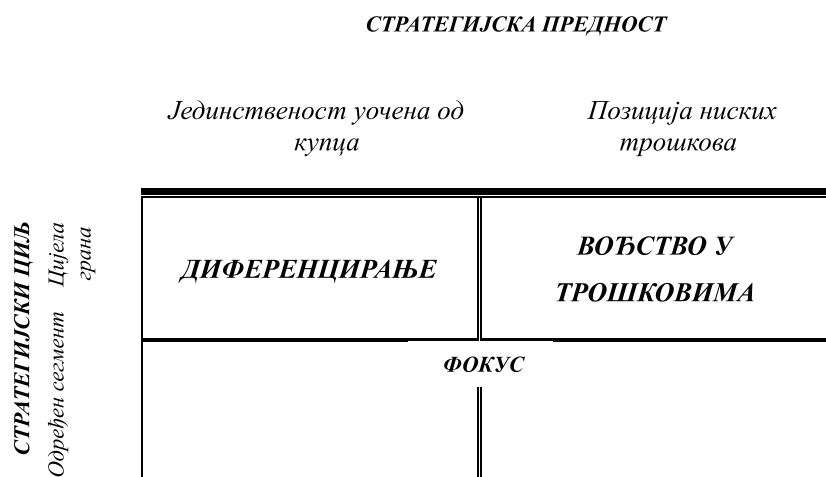 СТРАТЕГИЈСКА ПРЕДНОСТ
Јединственост уочена од
купца
Позиција ниских
трошкова
СТРАТЕГИЈСКИ ЦИЉ
Цијела
грана
Одређен сегмент
ДИФЕРЕНЦИРАЊЕ
ВОЂСТВО У
ТРОШКОВИМА
ФОКУС